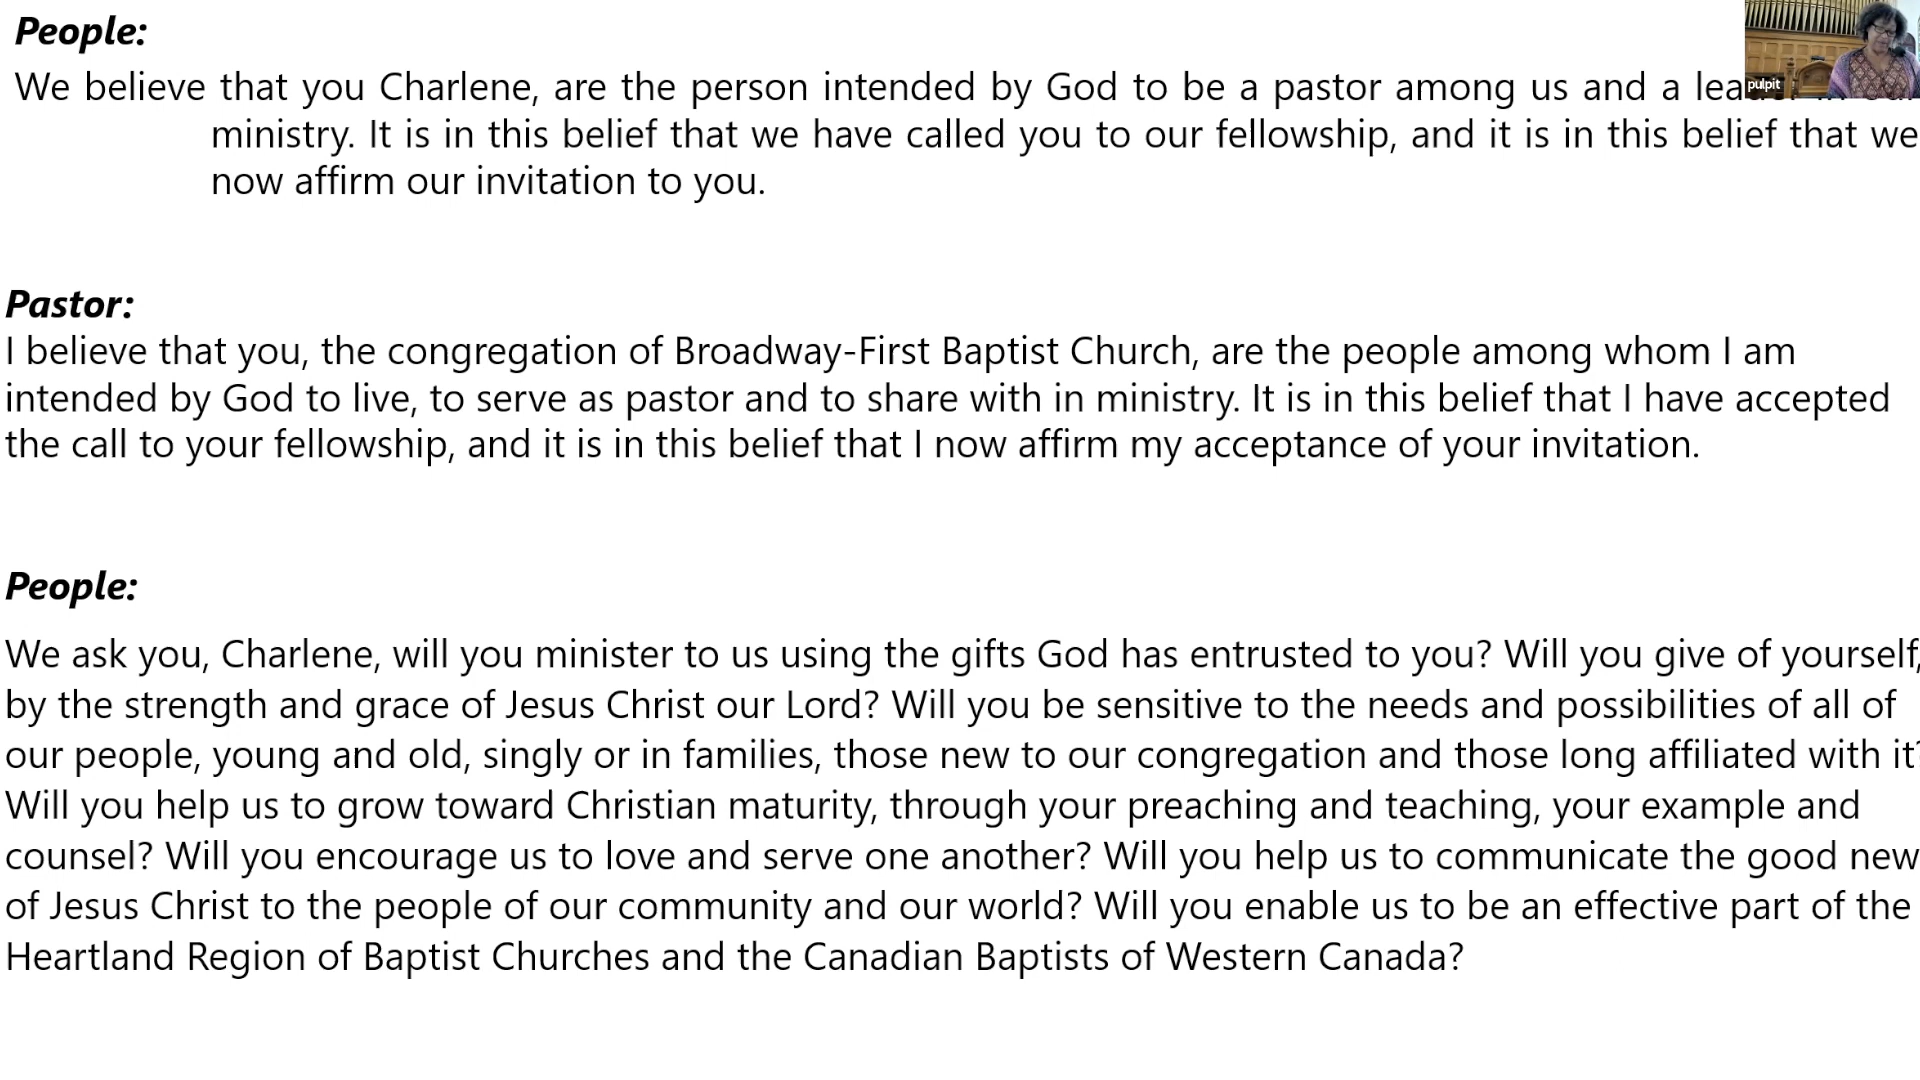 People:
We believe that you Charlene, are the person intended by God to be a pastor among us and a
pulpit
ministry. It is in this belief that we have called you to our fellowship, and it is in this belief that we
now affirm our invitation to you.
Pastor:
I believe that you, the congregation of Broadway-First Baptist Church, are the people among whom I am
intended by God to live, to serve as pastor and to share with in ministry. It is in this belief that I have accepted
the call to your fellowship, and it is in this belief that I now affirm my acceptance of your invitation.
People:
We ask you, Charlene, will you minister to us using the gifts God has entrusted to you? Will you give of yourself,
by the strength and grace of Jesus Christ our Lord? Will you be sensitive to the needs and possibilities of all of
our people, young and old, singly or in families, those new to our congregation and those long affiliated with it?
Will you help us to grow toward Christian maturity, through your preaching and teaching, your example and
counsel? Will you encourage us to love and serve one another? Will you help us to communicate the good new
of Jesus Christ to the people of our community and our world? Will you enable us to be an effective part of the
Heartland Region of Baptist Churches and the Canadian Baptists of Western Canada?